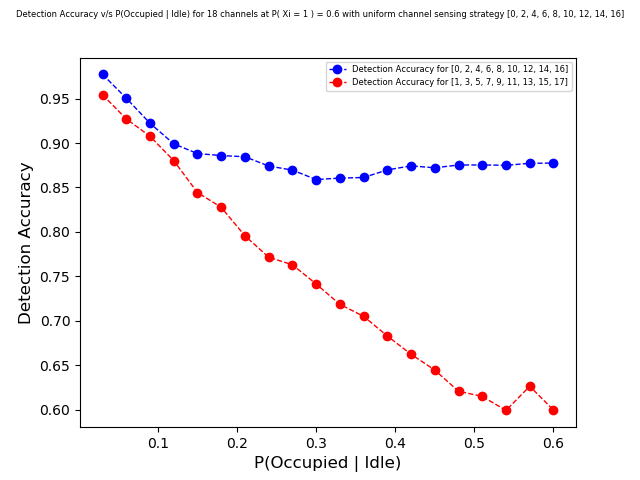 Detection Accuracy v/s P(Occupied | Idle) for 18 channels at P( Xi = 1 ) = 0.6 with uniform channel sensing strategy [0, 2, 4, 6, 8, 10, 12, 14, 16]
Detection Accuracy for [0, 2, 4, 6, 8, 10, 12, 14, 16]
Detection Accuracy for [1, 3, 5, 7, 9, 11, 13, 15, 17]
Detection Accuracy
0.95
0.90
0.85
0.80
0.75
0.70
0.65
0.60
0.1 0.2 0.3 0.4 0.5 0.6
P(Occupied | Idle)